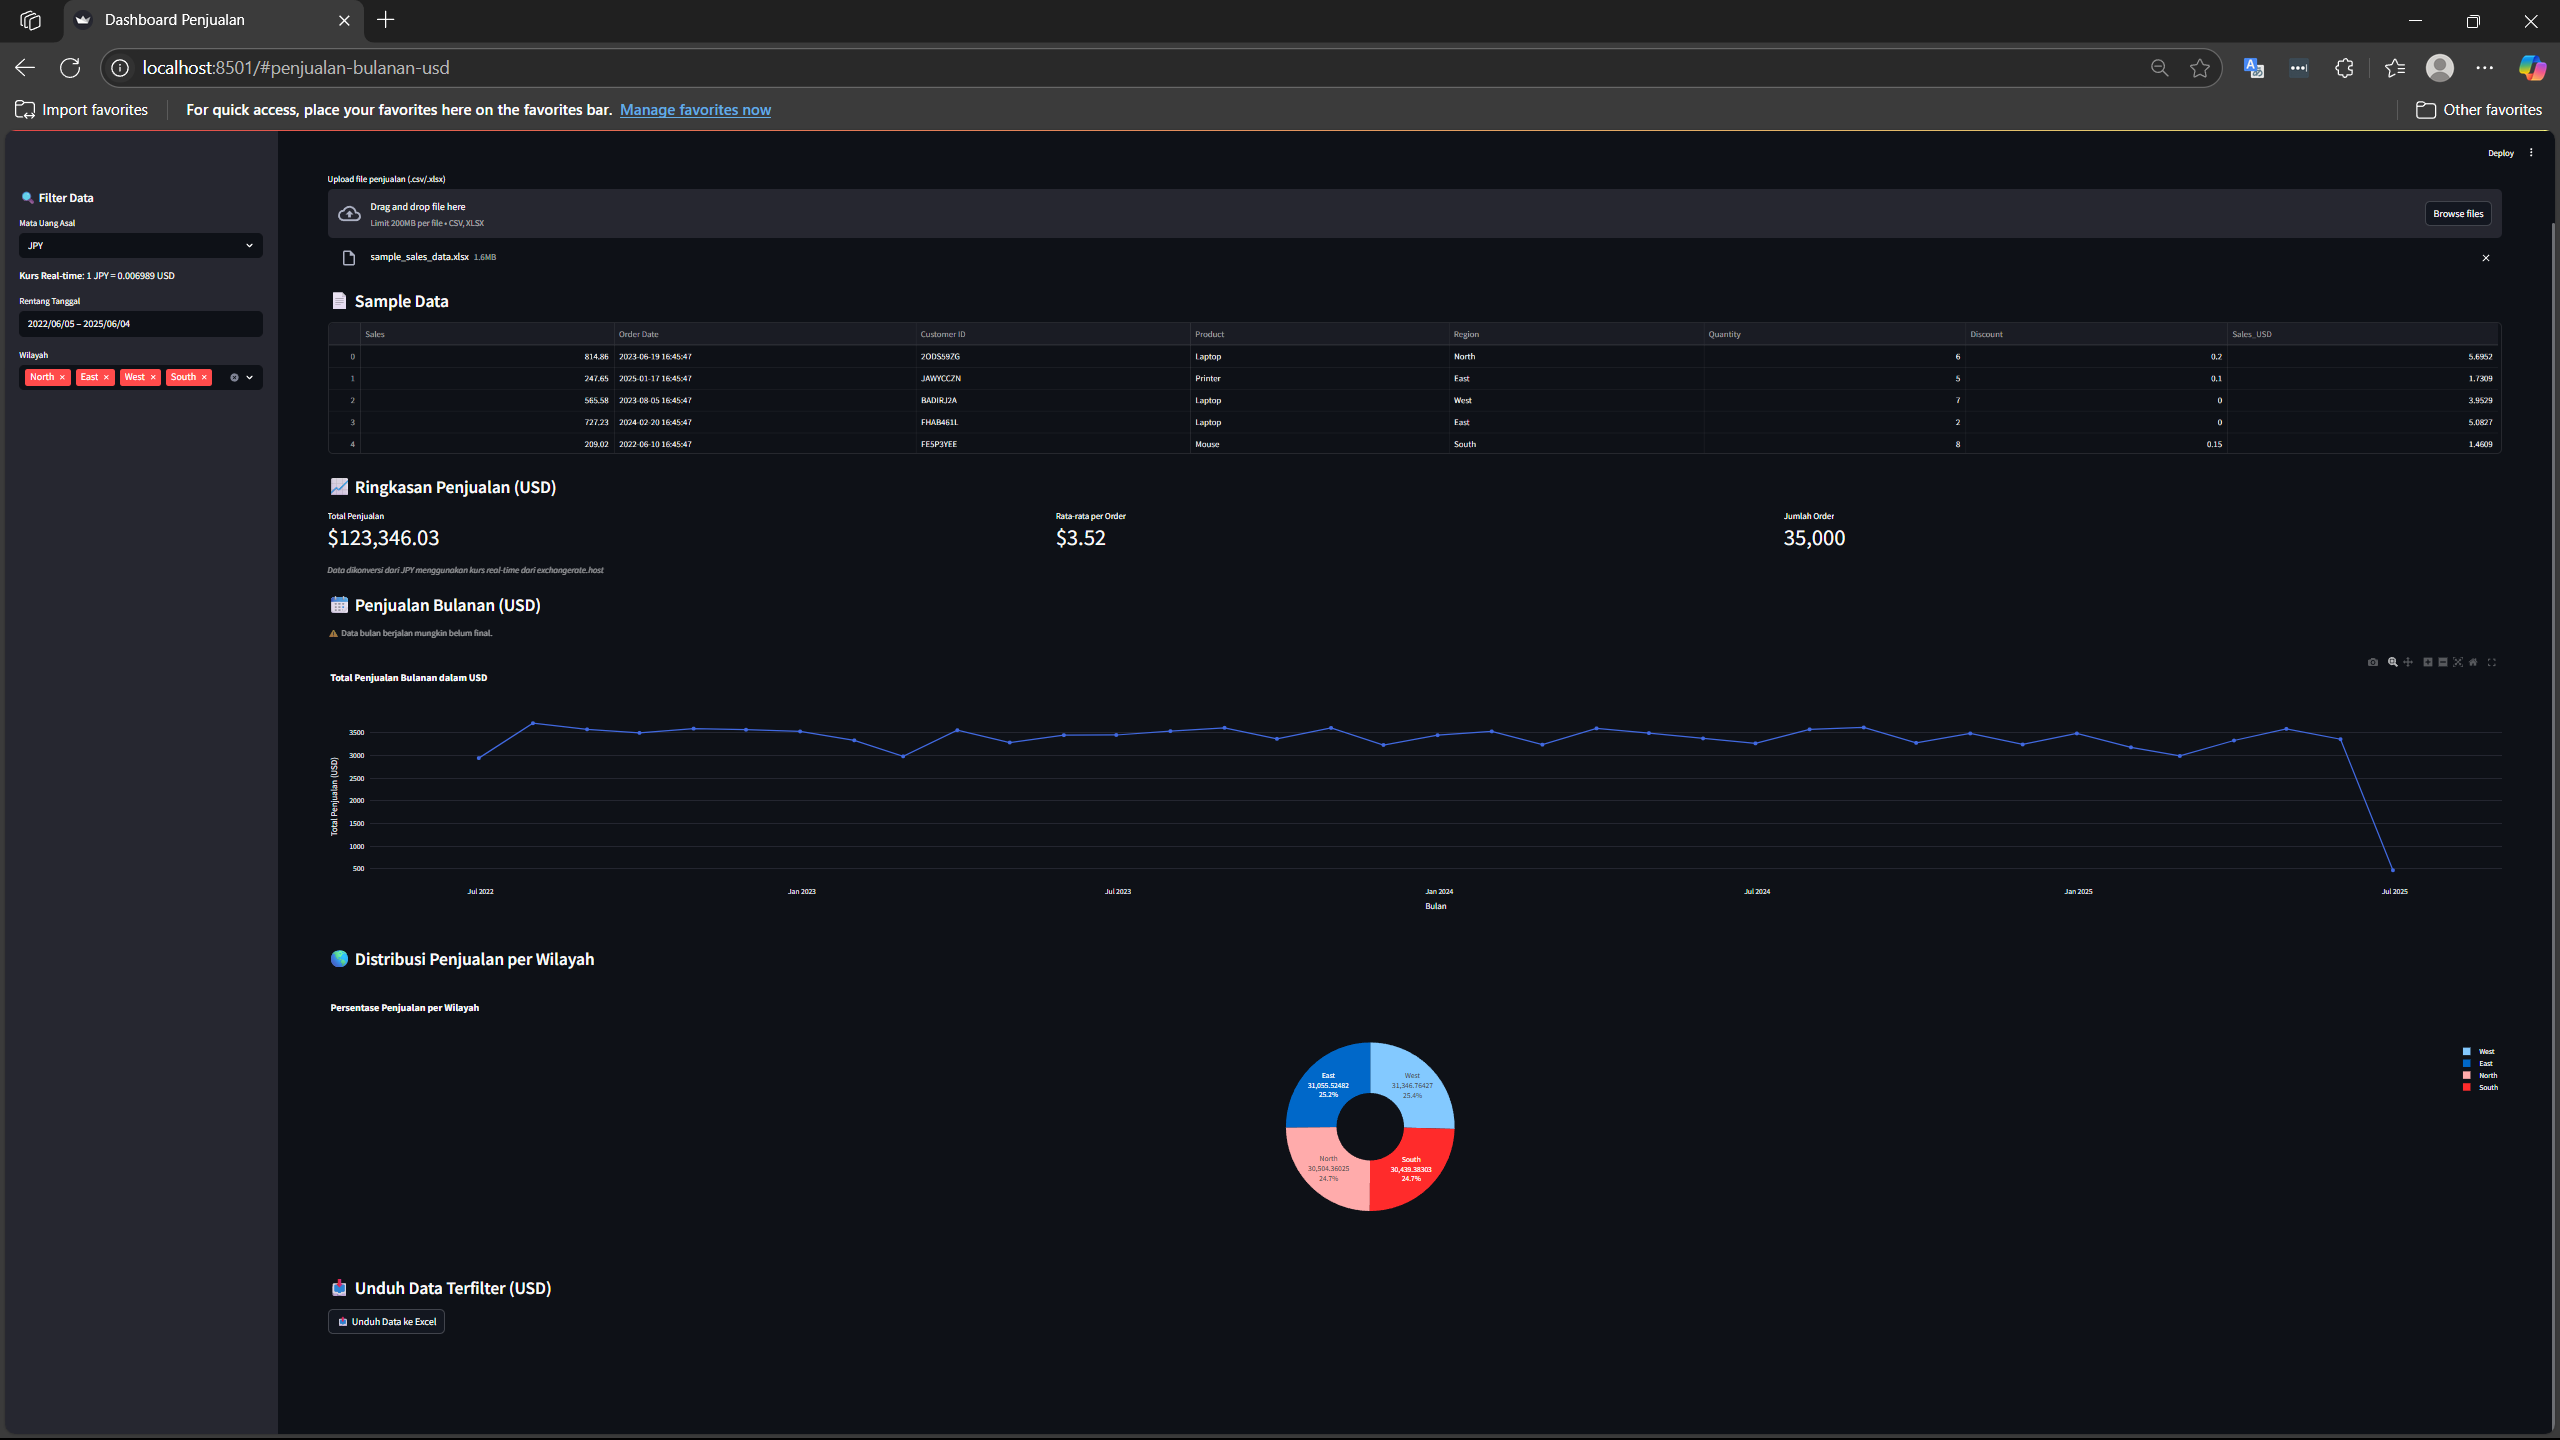 Dashboard Penjualan
localhost:8501/#penjualan-bulanan-usd
Import favorites
For quick access, place your favorites here on the favorites bar. Manage favorites now
Other favorites
Deploy
Filter Data
Mata Uang Asal
JPY
Kurs Real-time: 1 JPY = 0.006989 USD
Rentang Tanggal
2022/06/05 – 2025/06/04
Wilayah
North East West South
Upload file penjualan (.csv/.xlsx)
Drag and drop file here
Limit 200MB per file • CSV, XLSX
Browse files
sample_sales_data.xlsx 1.6MB
Sample Data
Sales Order Date Customer ID Product Region Quantity Discount Sales_USD
0 814.86 2023-06-19 16:45:47 2ODS59ZG Laptop North 6 0.2 5.6952
1 247.65 2025-01-17 16:45:47 JAWYCCZN Printer East 5 0.1 1.7309
2 565.58 2023-08-05 16:45:47 BADIRJ2A Laptop West 7 0 3.9529
3 727.23 2024-02-20 16:45:47 FHAB461L Laptop East 2 0 5.0827
4 209.02 2022-06-10 16:45:47 FE5P3YEE Mouse South 8 0.15 1.4609
Ringkasan Penjualan (USD)
Total Penjualan
$123,346.03
Rata-rata per Order
$3.52
Jumlah Order
35,000
Data dikonversi dari JPY menggunakan kurs real-time dari exchangerate.host
Penjualan Bulanan (USD)
Data bulan berjalan mungkin belum final.
Total Penjualan Bulanan dalam USD
Total Penjualan (USD)
3500
3000
2500
2000
1500
1000
500
Jul 2022 Jan 2023 Jul 2023 Jan 2024 Jul 2024 Jan 2025 Jul 2025
Bulan
Distribusi Penjualan per Wilayah
Persentase Penjualan per Wilayah
East
31,055.52482
25.2%
West
31,346.76427
25.4%
North
30,504.36025
24.7%
South
30,439.38303
24.7%
West
East
North
South
Unduh Data Terfilter (USD)
Unduh Data ke Excel